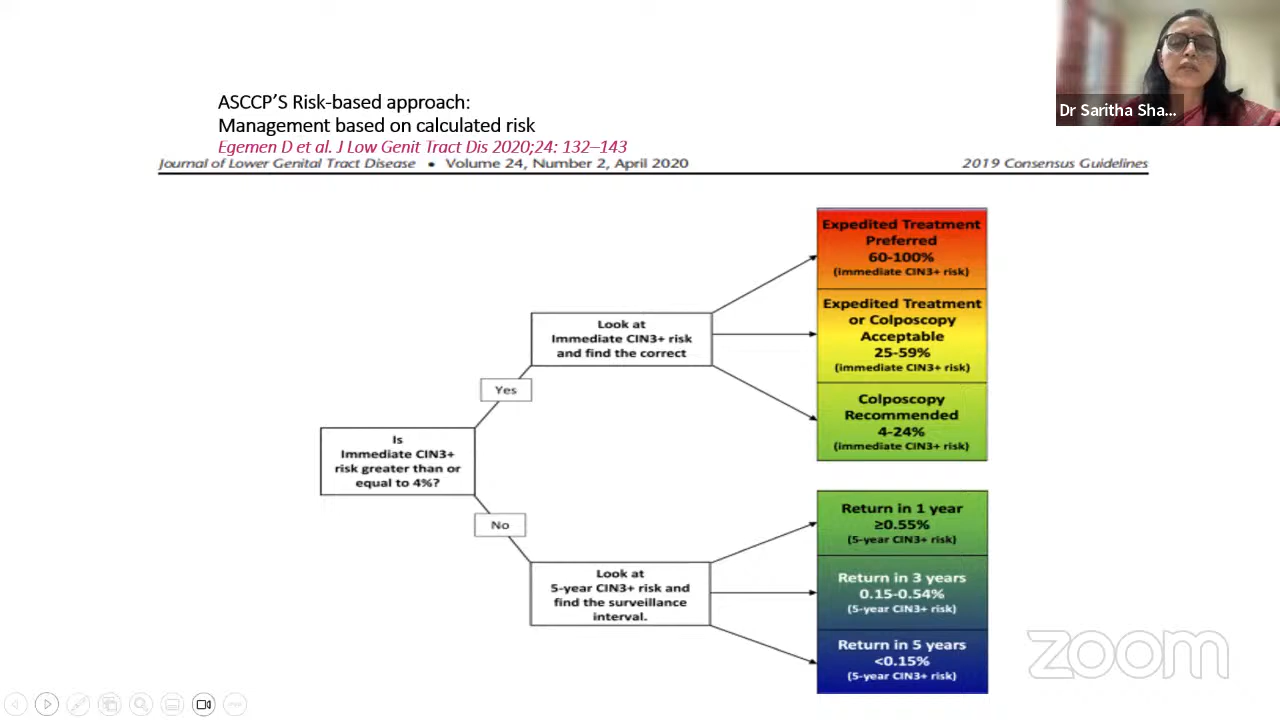 ASCCP'S Risk-based approach:
Management based on calculated risk
Egemen D et al. J Low Genit Tract Dis 2020;24: 132–143
Journal of Lower Genital Tract Disease • Volume 24, Number 2, April 2020
2019 Consensus Guidelines
Dr Saritha Sha...
Expedited Treatment
Preferred
60-100%
(immediate CIN3+ risk)
Expedited Treatment
or Colposcopy
Acceptable
25-59%
(immediate CIN3+ risk)
Colposcopy
Recommended
4-24%
(immediate CIN3+ risk)
Look at
Immediate CIN3+ risk
and find the correct
Yes
Is
Immediate CIN3+
risk greater than or
equal to 4%?
No
Look at
5-year CIN3+ risk and
find the surveillance
interval.
Return in 1 year
≥0.55%
(5-year CIN3+ risk)
Return in 3 years
0.15-0.54%
(5-year CIN3+ risk)
Return in 5 years
<0.15%
(5-year CIN3+ risk)
zoom